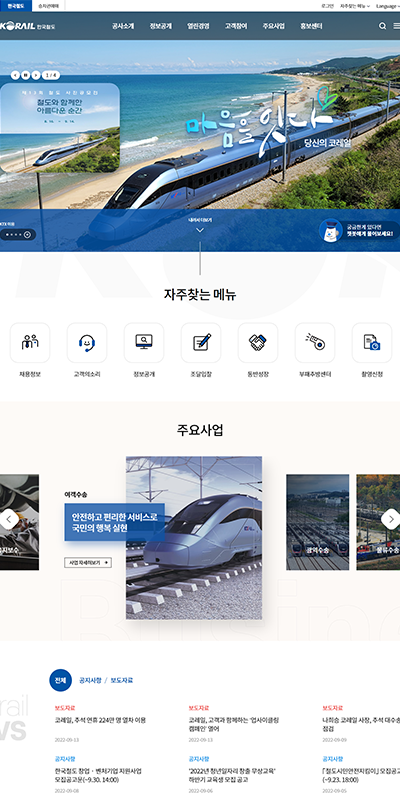 한국철도
승차권예매
로그인
자주찾는 메뉴
Language
KORAIL 한국철도
공사소개
정보공개
열린경영
고객참여
주요사업
홍보센터
1 / 4
철도와 함께한
아름다운 순간
마음을 잇다
당신의 코레일
내려서 더보기
궁금한게 있다면
챗봇에게 물어보세요!
자주찾는 메뉴
채용정보
고객의소리
정보공개
조달입찰
동반성장
부패추방센터
촬영신청
주요사업
여객수송
안전하고 편리한 서비스로
국민의 행복 실현
사업 자세히보기 +
유지보수
광역수송
물류수송
Business
전체
공지사항 / 보도자료
rail
WS
보도자료
코레일, 추석 연휴 224만 명 열차 이용
2022-09-13
보도자료
코레일, 고객과 함께하는 '업사이클링
캠페인' 열어
2022-09-13
보도자료
나희승 코레일 사장, 추석 대수송
점검
2022-09-09
공지사항
한국철도 창업·벤처기업 지원사업
모집공고문(~9.30. 14:00)
2022-09-08
공지사항
'2022년 청년일자리 창출 무상교육'
하반기 교육생 모집 공고
2022-09-06
공지사항
「철도시민안전지킴이」 모집공고
(~9.23. 18:00)
2022-09-05